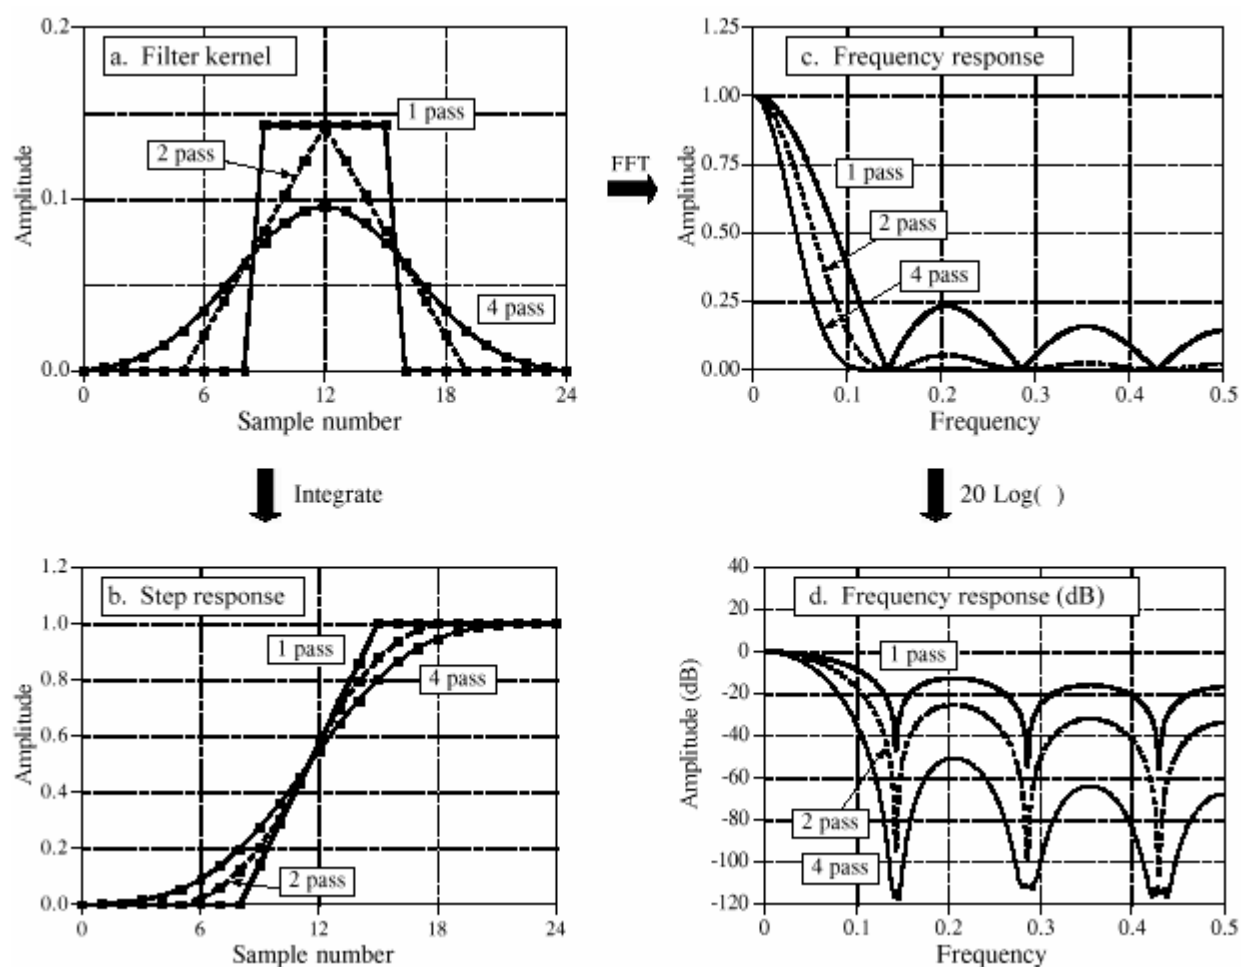 a. Filter kernel
0.2
0.1
0.0
Amplitude
1 pass
2 pass
4 pass
0
6
12
18
24
Sample number
FFT
c. Frequency response
1.25
1.00
0.75
0.50
0.25
0.00
Amplitude
1 pass
2 pass
4 pass
0
0.1
0.2
0.3
0.4
0.5
Frequency
Integrate
20 Log( )
b. Step response
1.2
1.0
0.8
0.6
0.4
0.2
0.0
Amplitude
1 pass
4 pass
2 pass
0
6
12
18
24
Sample number
d. Frequency response (dB)
40
20
0
-20
-40
-60
-80
-100
-120
Amplitude (dB)
1 pass
2 pass
4 pass
0
0.1
0.2
0.3
0.4
0.5
Frequency